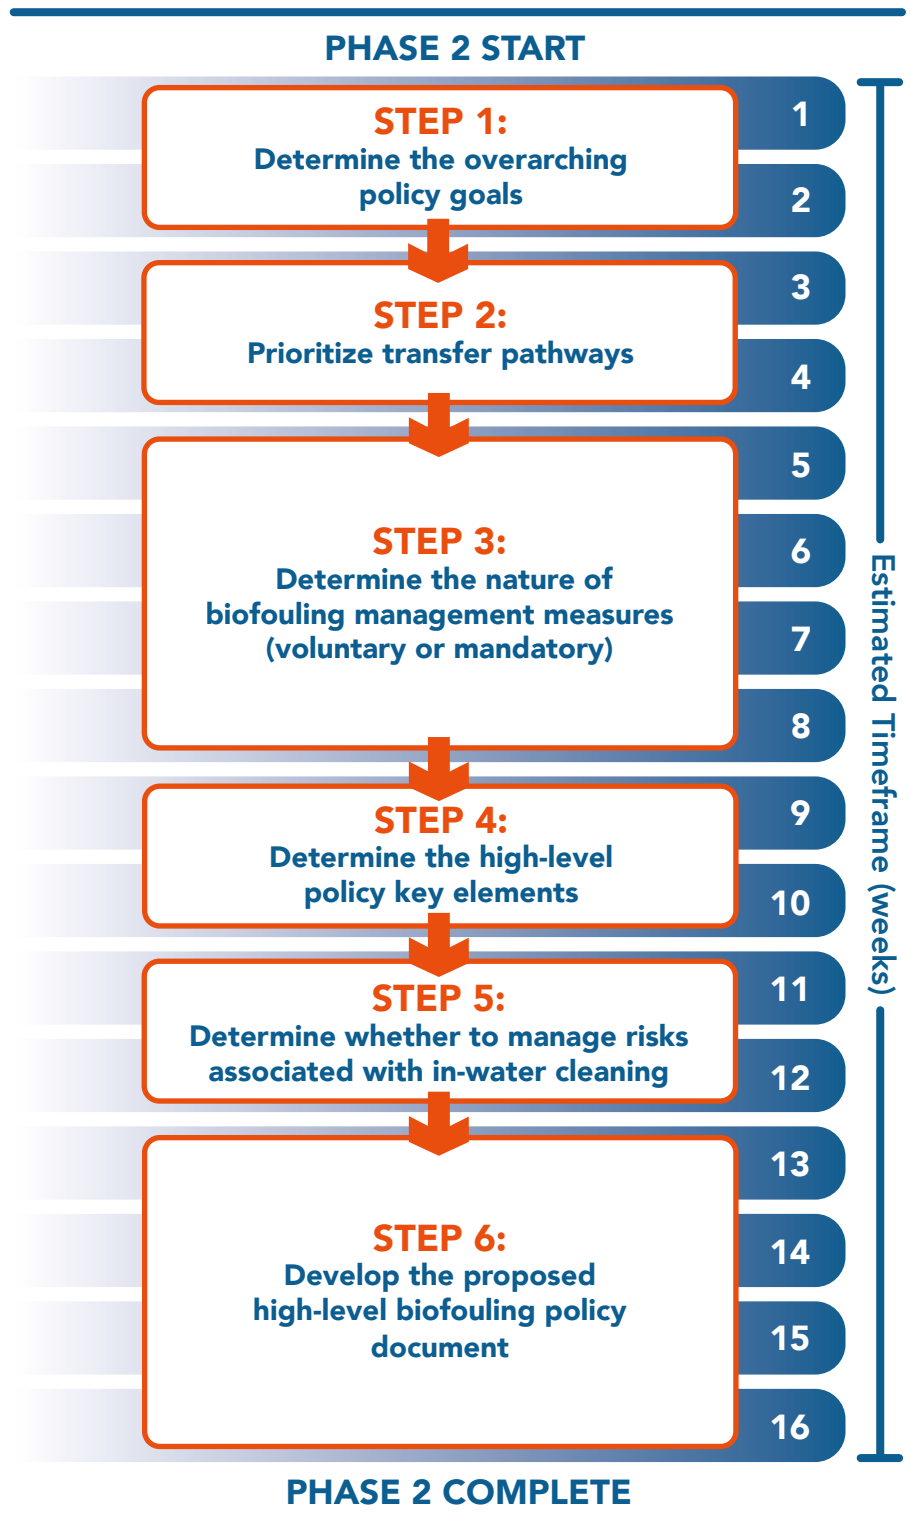 PHASE 2 START
STEP 1:
Determine the overarching
policy goals
1
2
STEP 2:
Prioritize transfer pathways
3
4
STEP 3:
Determine the nature of
biofouling management measures
(voluntary or mandatory)
5
6
7
8
STEP 4:
Determine the high-level
policy key elements
9
10
STEP 5:
Determine whether to manage risks
associated with in-water cleaning
11
12
STEP 6:
Develop the proposed
high-level biofouling policy
document
13
14
15
16
Estimated Timeframe (weeks)
PHASE 2 COMPLETE